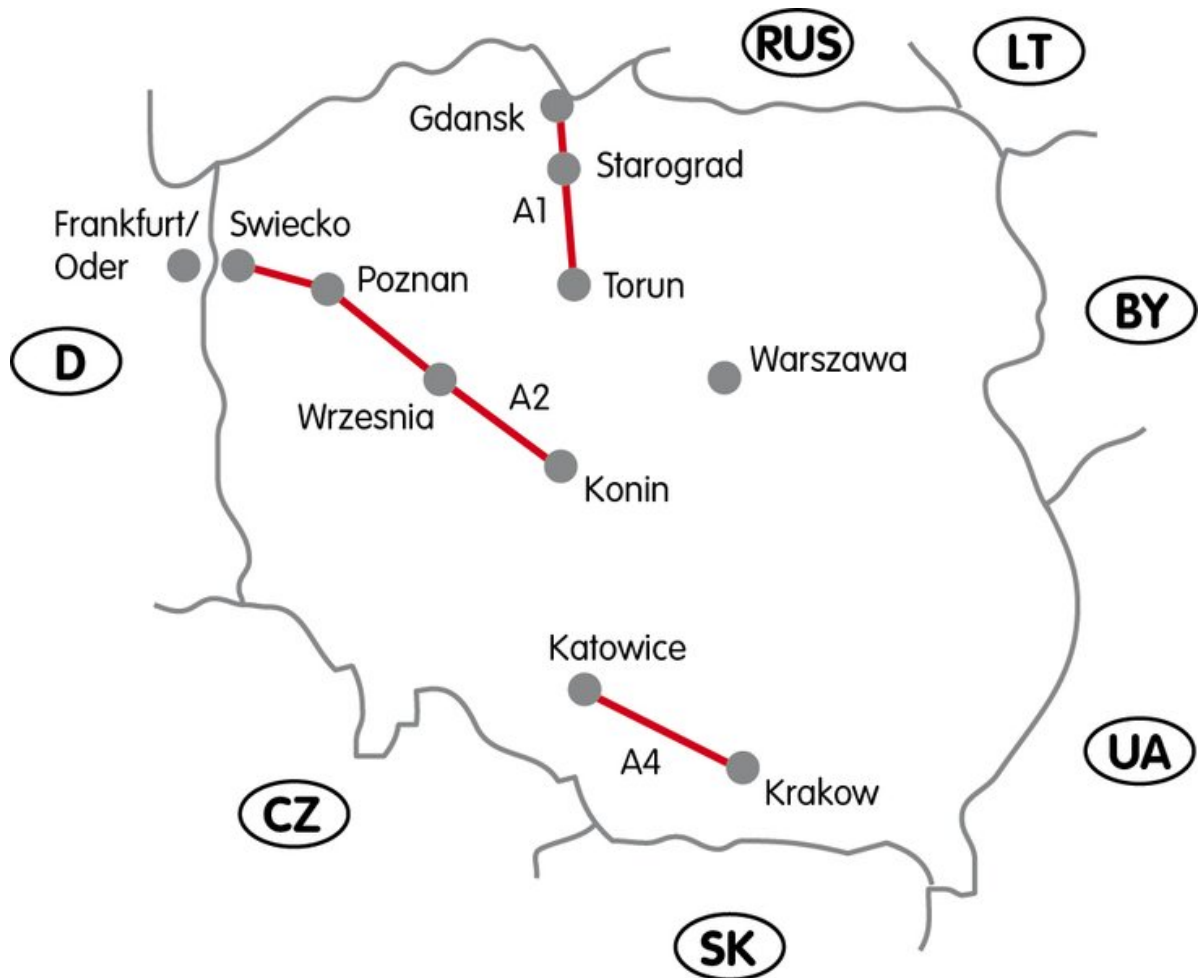 RUS
LT
Gdansk
Starograd
A1
Frankfurt/
Oder
Swiecko
Poznan
Torun
BY
D
Warszawa
Wrzesnia
A2
Konin
Katowice
A4
Krakow
UA
CZ
SK